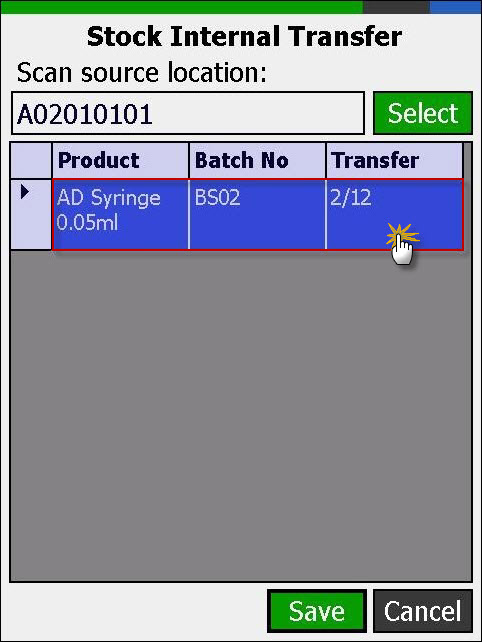 Stock Internal Transfer
Scan source location:
A02010101 Select
Product Batch No Transfer
AD Syringe BS02 2/12
0.05ml
Save Cancel